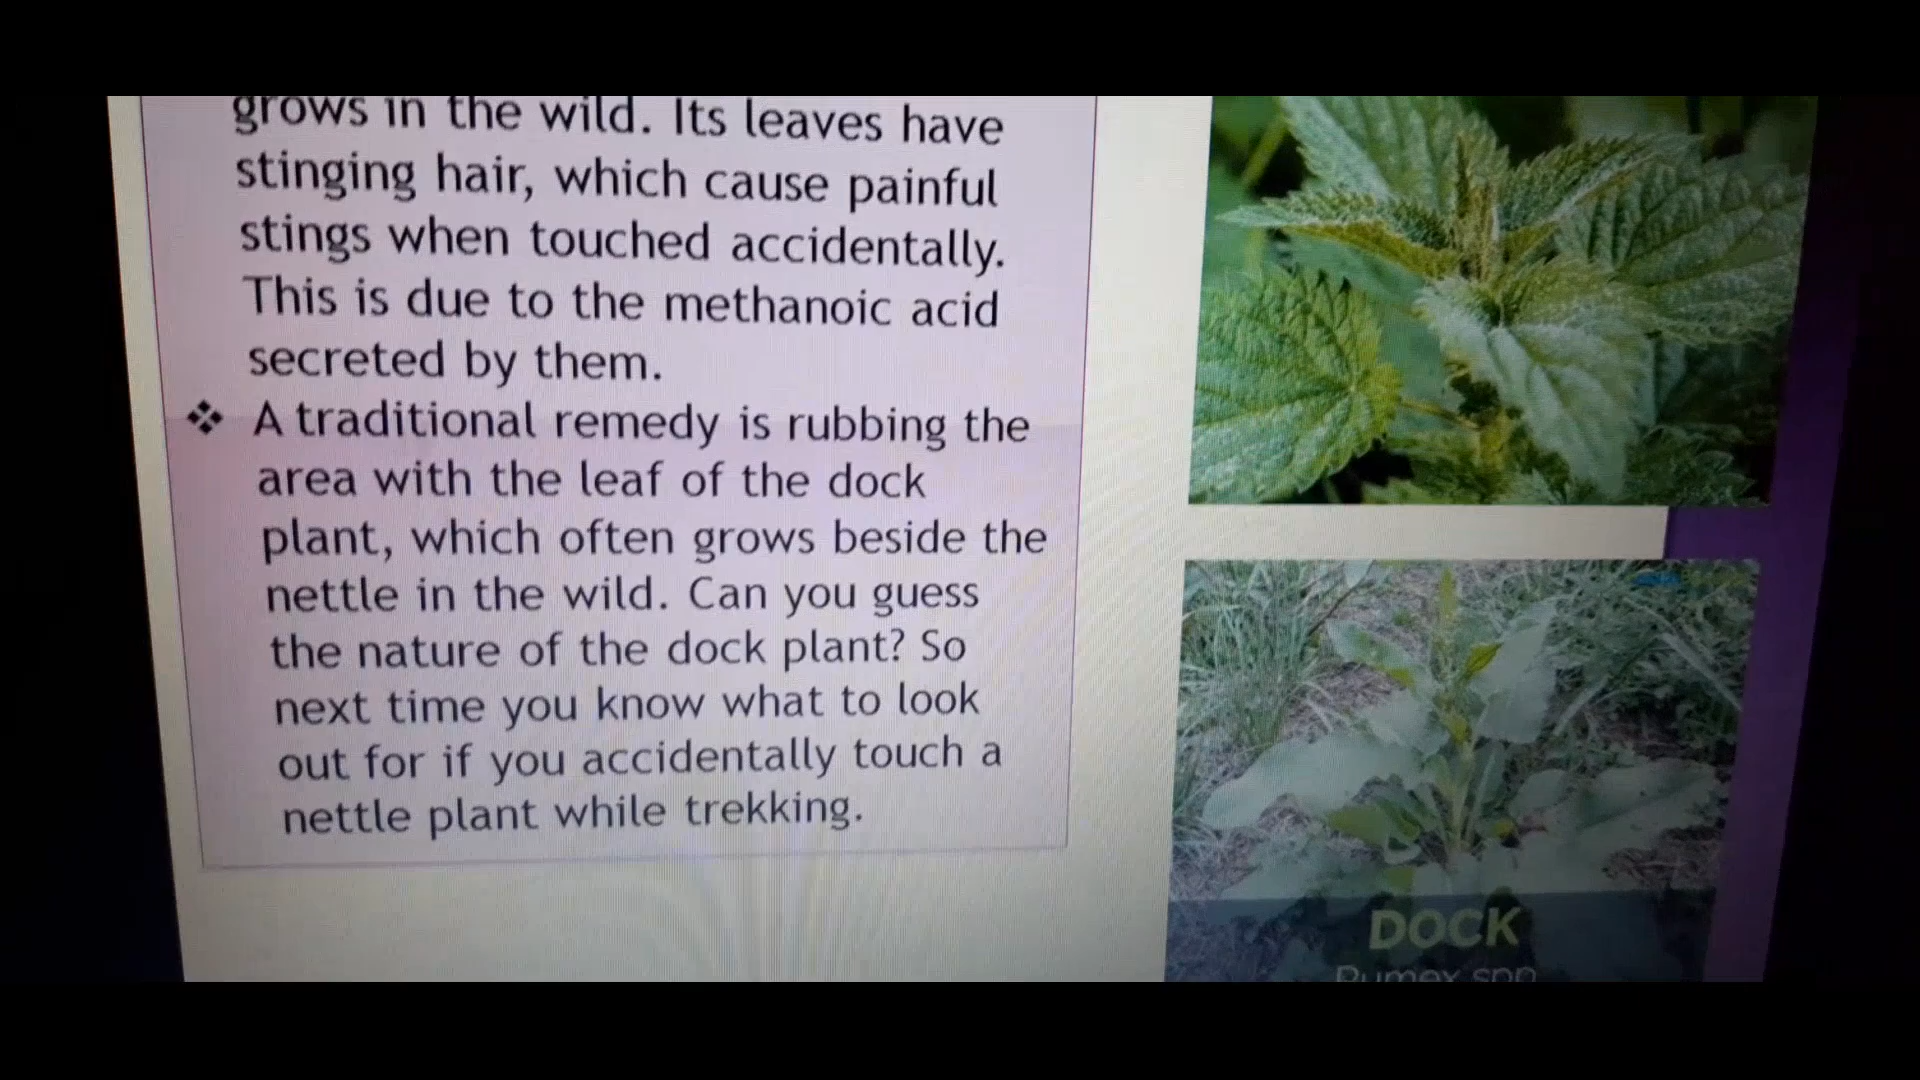 grows in the wild. Its leaves have
stinging hair, which cause painful
stings when touched accidentally.
This is due to the methanoic acid
secreted by them.
❖ A traditional remedy is rubbing the
area with the leaf of the dock
plant, which often grows beside the
nettle in the wild. Can you guess
the nature of the dock plant? So
next time you know what to look
out for if you accidentally touch a
nettle plant while trekking.
DOCK
Rumex spp